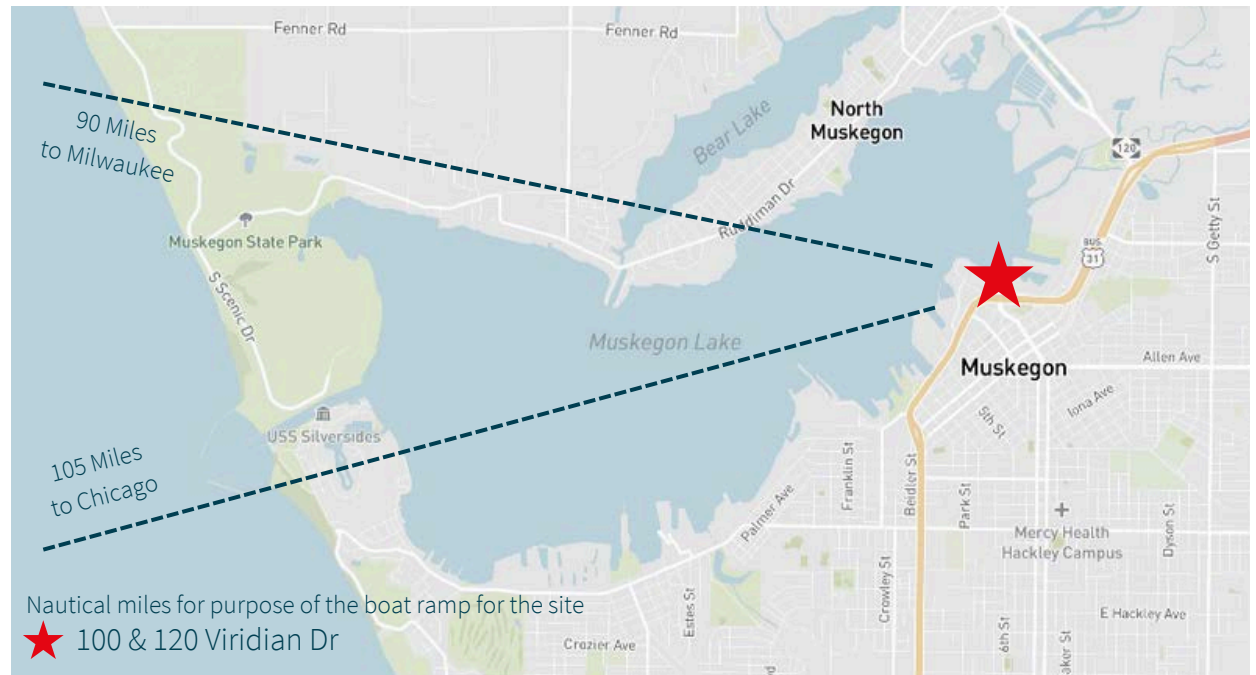 Fenner Rd
Fenner Rd
90 Miles
to Milwaukee
Bear Lake
North
Muskegon
120
Ruddiman Dr
Muskegon State Park
S Scenic Dr
BUS
31
S Getty St
Muskegon Lake
Muskegon
Allen Ave
Iona Ave
5th St
USS Silversides
105 Miles
to Chicago
Franklin St
Beidler St
Park St
Palmer Ave
Mercy Health
Hackley Campus
Dyson St
Nautical miles for purpose of the boat ramp for the site
100 & 120 Viridian Dr
Crozier Ave
Estes St
Crowley St
6th St
aker St
E Hackley Ave